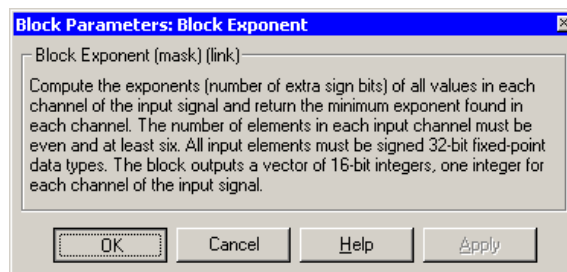 Block Parameters: Block Exponent
Block Exponent (mask) (link)
Compute the exponents (number of extra sign bits) of all values in each
channel of the input signal and return the minimum exponent found in
each channel. The number of elements in each input channel must be
even and at least six. All input elements must be signed 32-bit fixed-point
data types. The block outputs a vector of 16-bit integers, one integer for
each channel of the input signal.
OK Cancel Help Apply